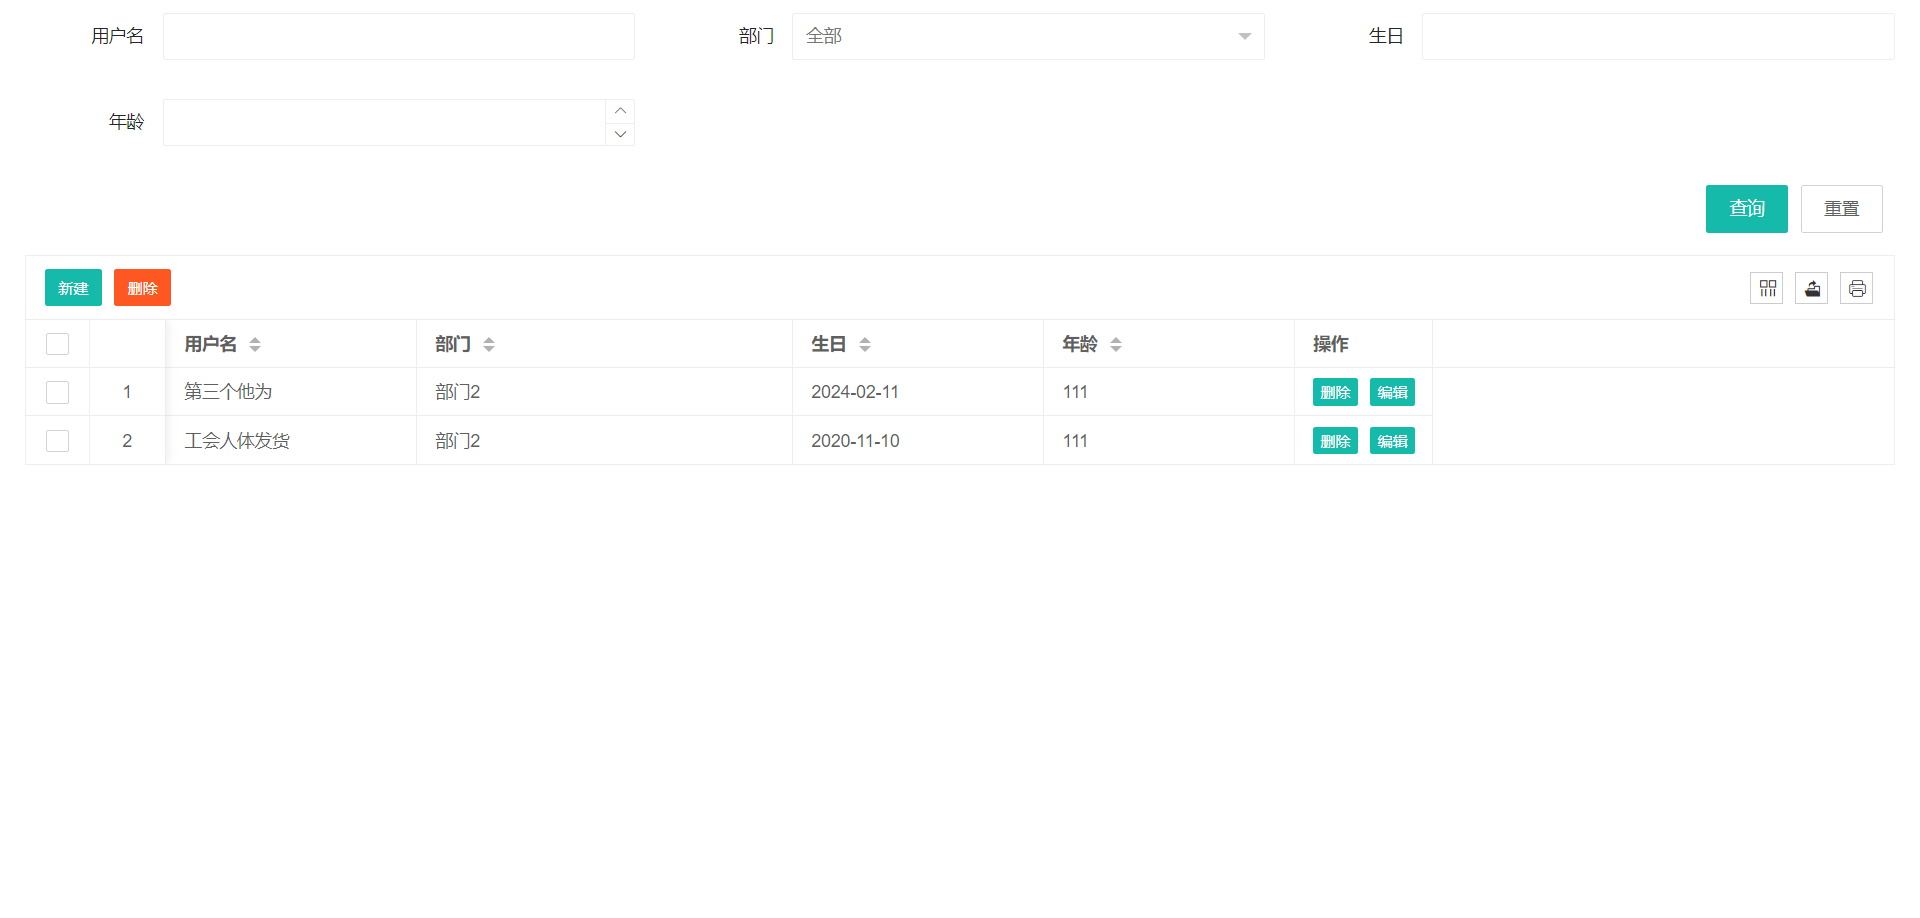 用户名 部门 全部 生日
年龄
查询 重置
新建 删除
用户名 部门 生日 年龄 操作
1 第三个他为 部门2 2024-02-11 111 删除 编辑
2 工会人体发货 部门2 2020-11-10 111 删除 编辑